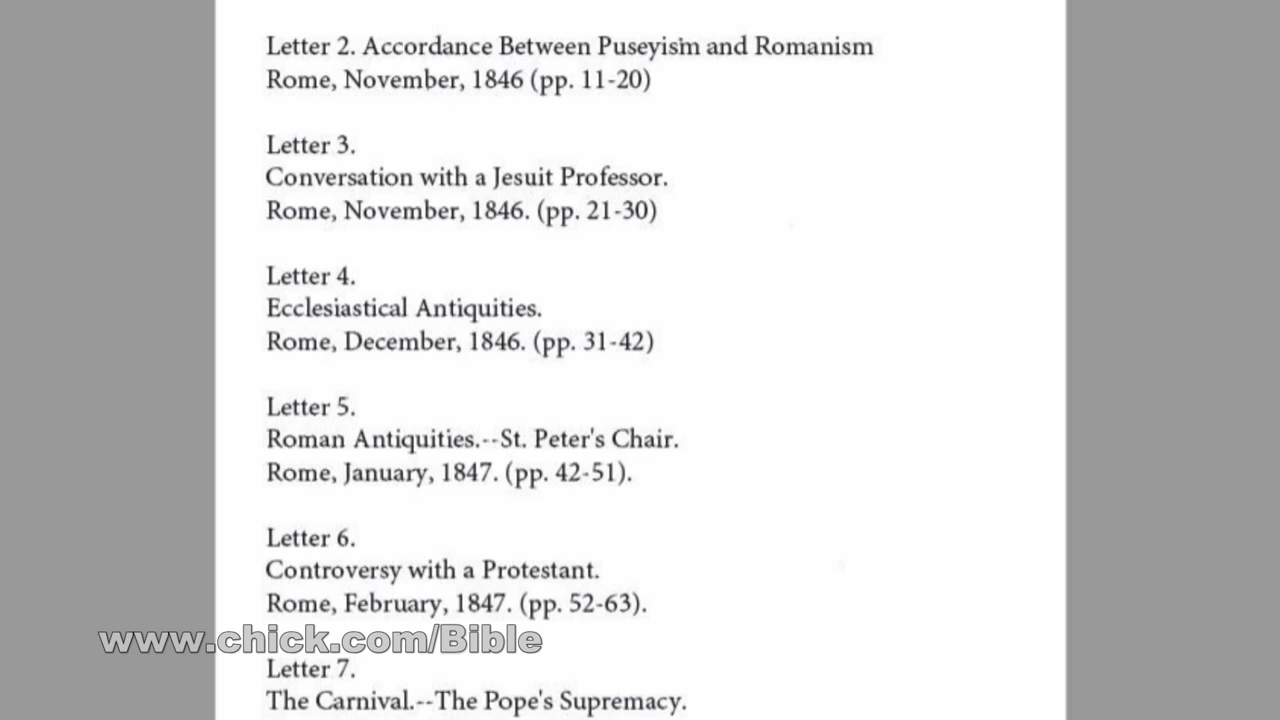 Letter 2. Accordance Between Puseyism and Romanism
Rome, November, 1846 (pp. 11-20)
Letter 3.
Conversation with a Jesuit Professor.
Rome, November, 1846. (pp. 21-30)
Letter 4.
Ecclesiastical Antiquities.
Rome, December, 1846. (pp. 31-42)
Letter 5.
Roman Antiquities.--St. Peter's Chair.
Rome, January, 1847. (pp. 42-51).
Letter 6.
Controversy with a Protestant.
Rome, February, 1847. (pp. 52-63).
www.chick.com/Bible
Letter 7.
The Carnival.--The Pope's Supremacy.